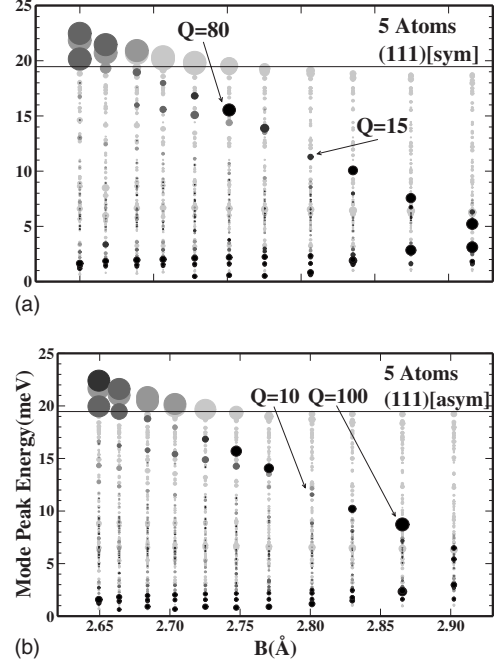 25
20
15
10
5
0
Q=80
5 Atoms
(111)[sym]
Q=15
(a)
25
20
15
10
5
0
Mode Peak Energy(meV)
5 Atoms
(111)[asym]
Q=10 Q=100
2.65 2.70 2.75 2.80 2.85 2.90
B(Å)
(b)